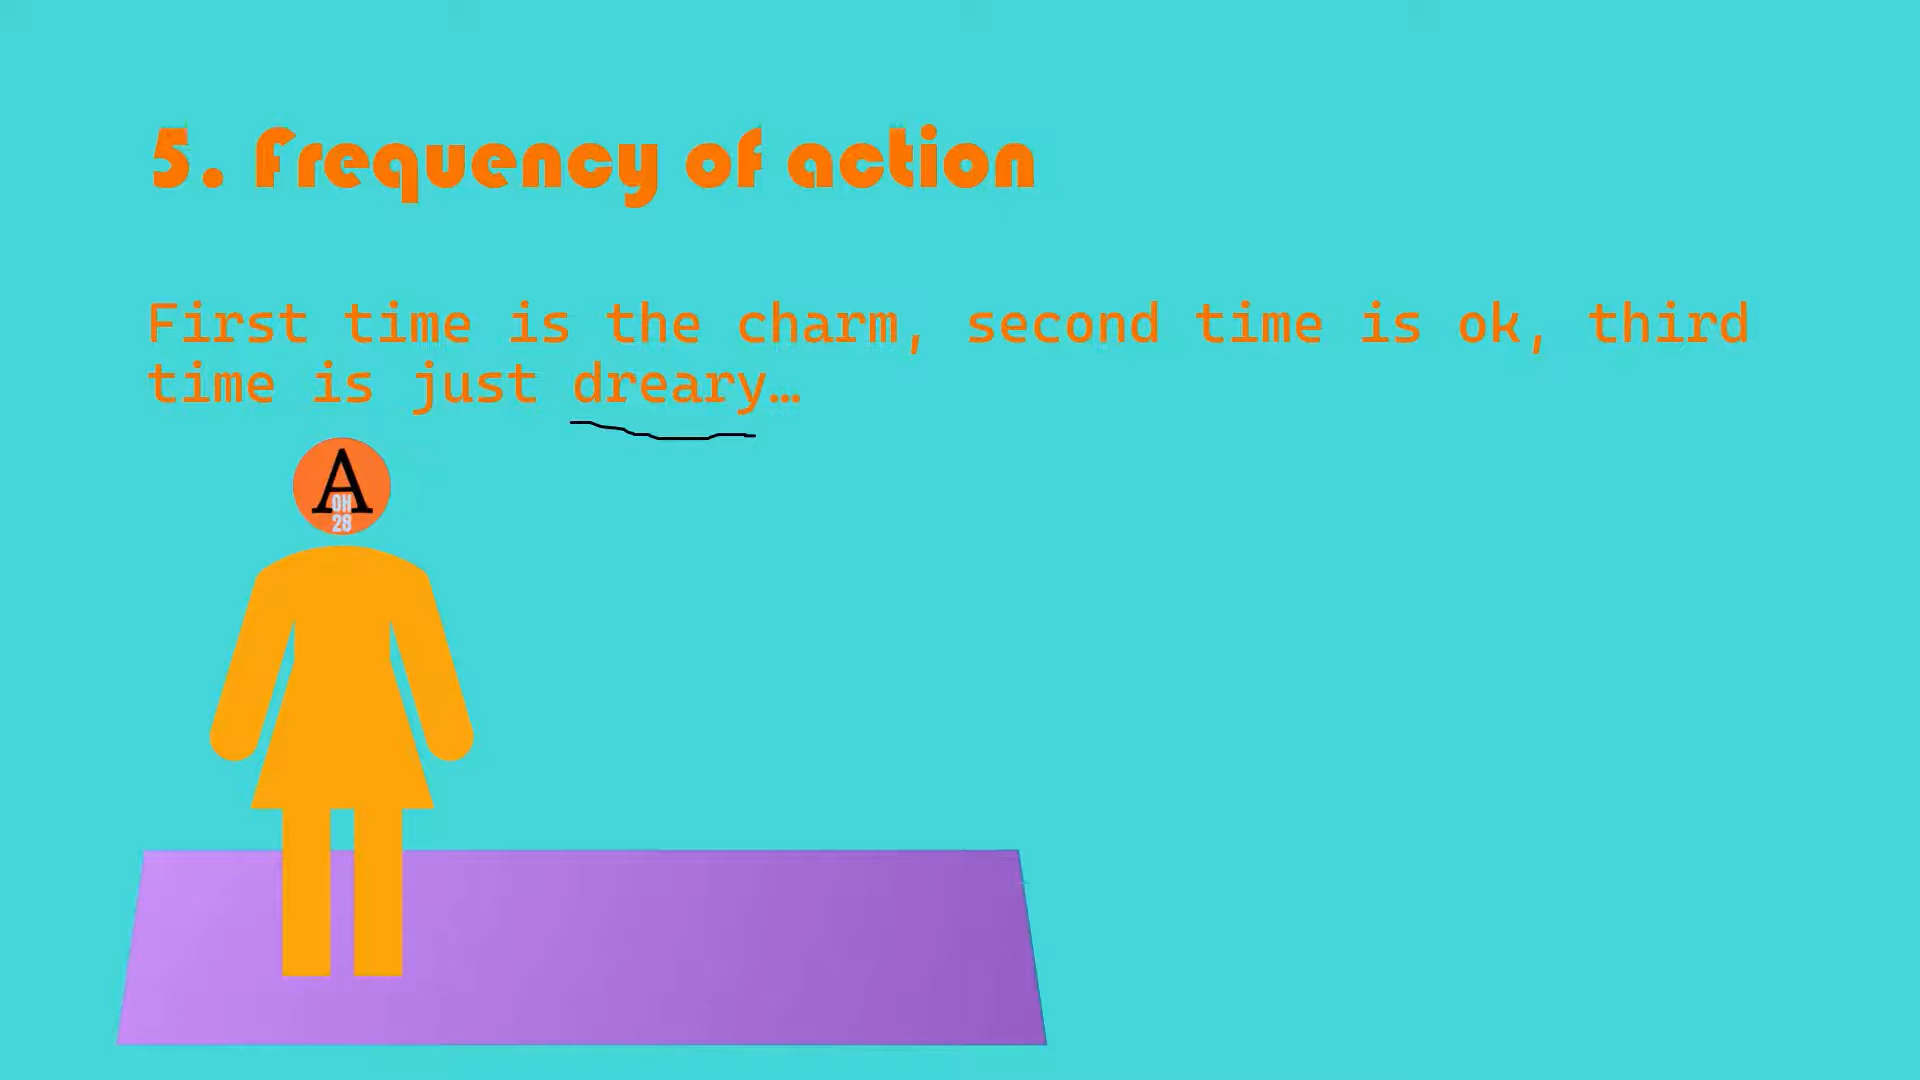 5. Frequency of action
First time is the charm, second time is ok, third
time is just dreary…
A
OH
28